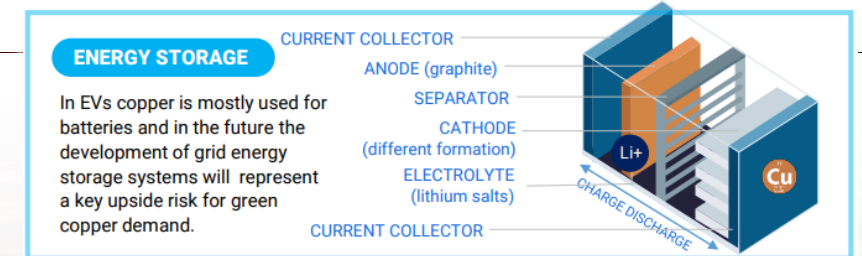 ENERGY STORAGE
In EVs copper is mostly used for
batteries and in the future the
development of grid energy
storage systems will represent
a key upside risk for green
copper demand.
CURRENT COLLECTOR
ANODE (graphite)
SEPARATOR
CATHODE
(different formation)
ELECTROLYTE
(lithium salts)
CURRENT COLLECTOR
Li+
Cu
CHARGE DISCHARGE